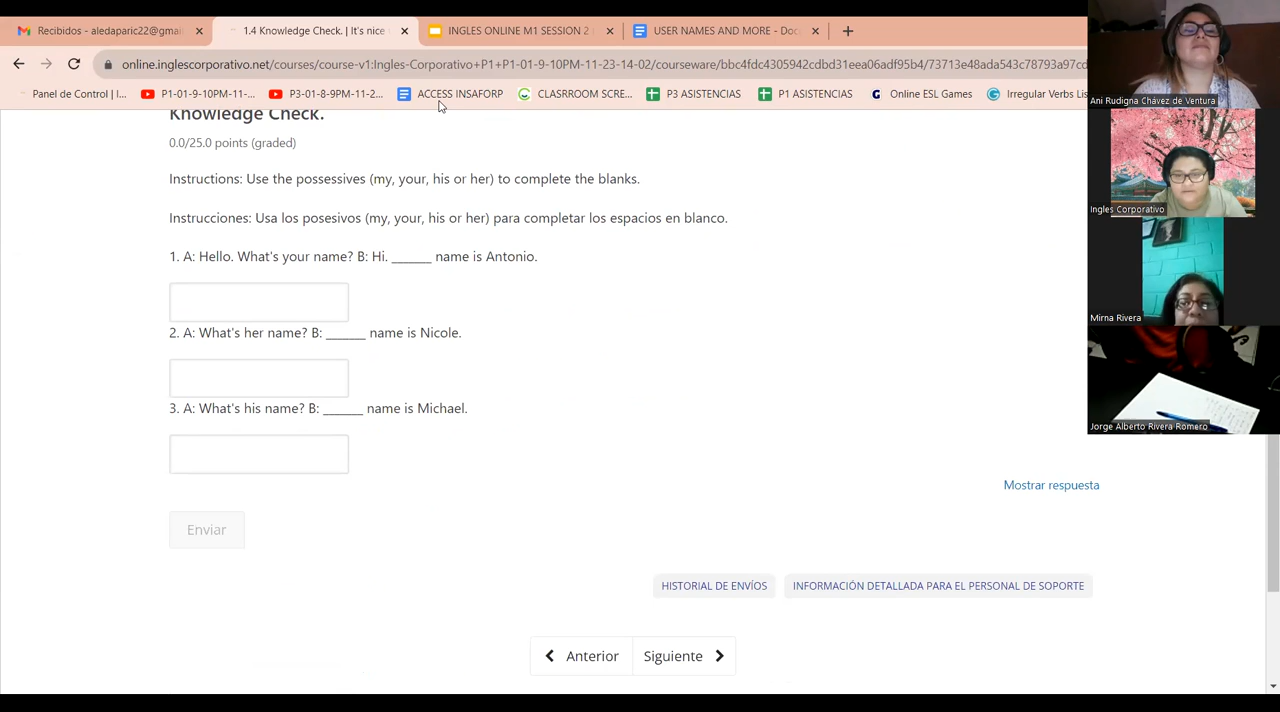 Recibidos - aledaparic22@gmai
1.4 Knowledge Check. | It's nice
INGLES ONLINE M1 SESSION 2
USER NAMES AND MORE - Doc
online.inglescorporativo.net/courses/course-v1:Ingles-Corporativo+P1+P1-01-9-10PM-11-23-14-02/courseware/bbc4fdc4305942cdbd31eea06adf95b4/73713e48ada543c78793a97cd
Panel de Control | I...
P1-01-9-10PM-11-...
P3-01-8-9PM-11-2...
ACCESS INSAFORP
CLASRROOM SCRE...
P3 ASISTENCIAS
P1 ASISTENCIAS
Online ESL Games
Irregular Verbs Lis
Ani Rudigna Chávez de Ventura
Knowledge Check.
0.0/25.0 points (graded)
Instructions: Use the possessives (my, your, his or her) to complete the blanks.
Ingles Corporativo
Instrucciones: Usa los posesivos (my, your, his or her) para completar los espacios en blanco.
1. A: Hello. What's your name? B: Hi. ______ name is Antonio.
Mirna Rivera
2. A: What's her name? B: ______ name is Nicole.
3. A: What's his name? B: ______ name is Michael.
Jorge Alberto Rivera Romero
Mostrar respuesta
Enviar
HISTORIAL DE ENVÍOS
INFORMACIÓN DETALLADA PARA EL PERSONAL DE SOPORTE
Anterior
Siguiente